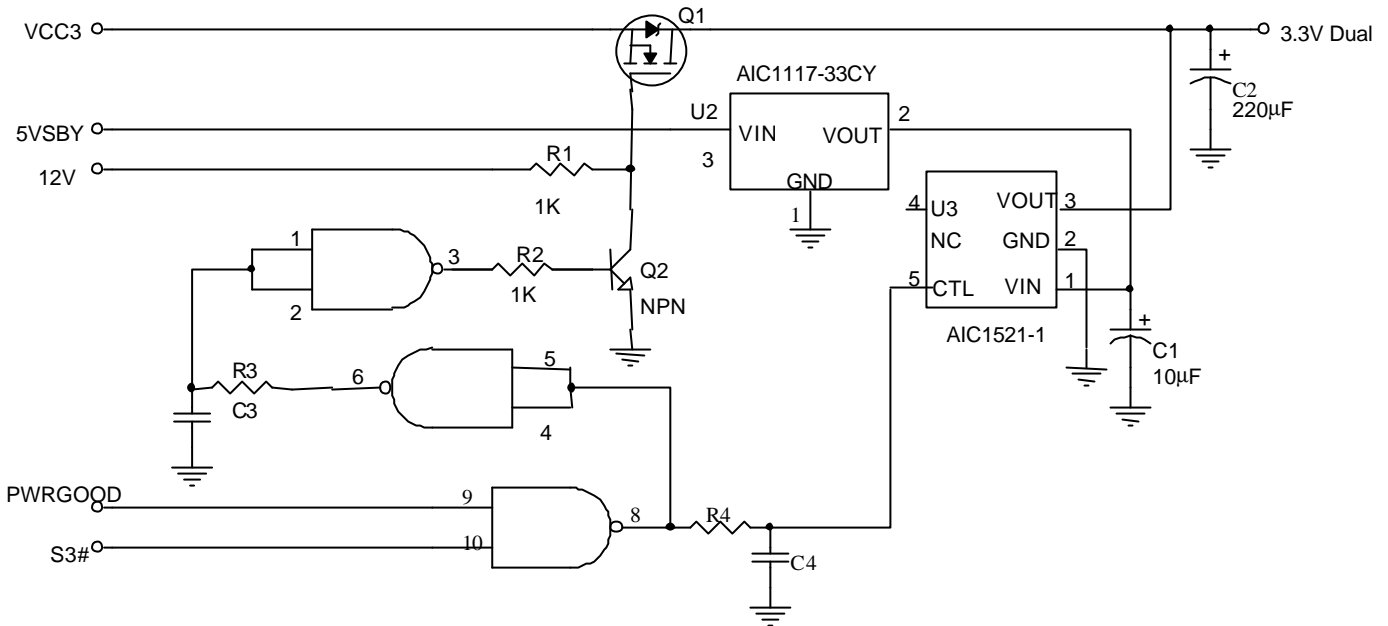 VCC3
Q1
3.3V Dual
AIC1117-33CY
+
C2
220µF
U2
VIN
VOUT
2
5VSBY
3
GND
1
12V
R1
1K
4
U3
VOUT
3
NC
GND
2
5
CTL
VIN
1
AIC1521-1
+
C1
10µF
1
2
3
R2
1K
Q2
NPN
R3
C3
6
5
4
PWRGOOD
9
8
R4
S3#
10
C4